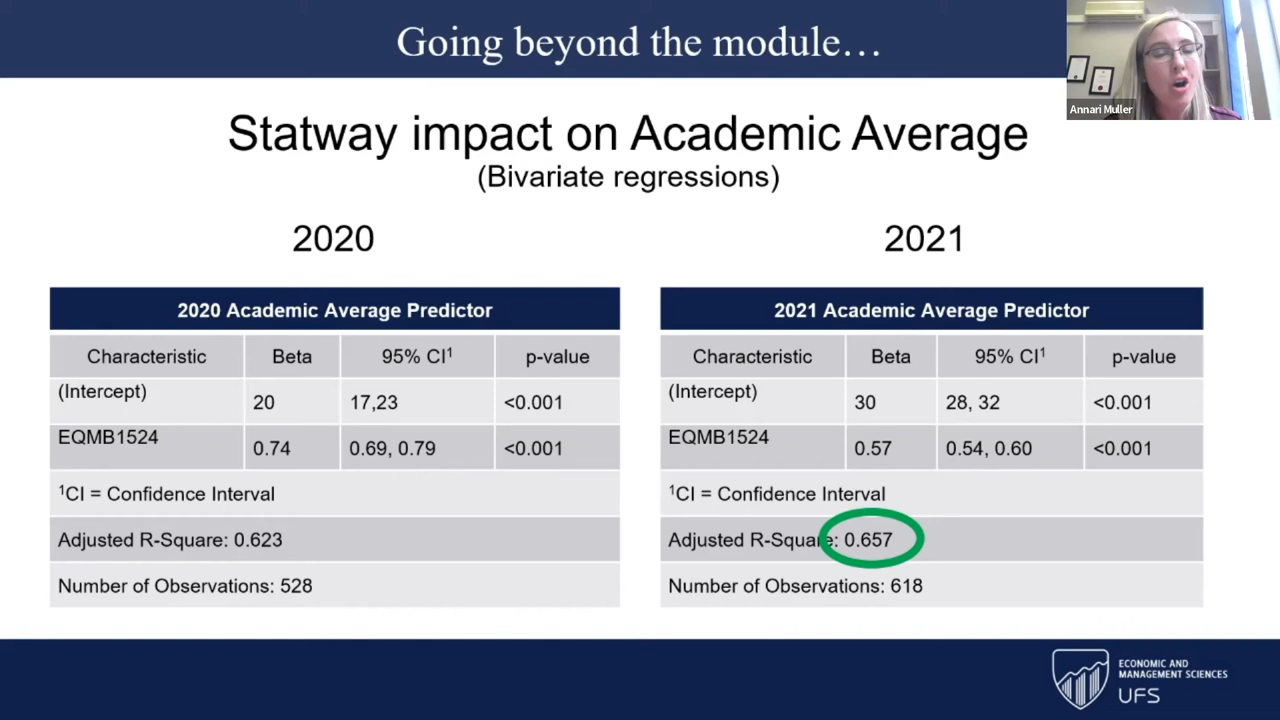 Going beyond the module…
Annari Muller
Statway impact on Academic Average
(Bivariate regressions)
2020
2020 Academic Average Predictor
Characteristic Beta 95% CI¹ p-value
(Intercept) 20 17,23 <0.001
EQMB1524 0.74 0.69, 0.79 <0.001
¹CI = Confidence Interval
Adjusted R-Square: 0.623
Number of Observations: 528
2021
2021 Academic Average Predictor
Characteristic Beta 95% CI¹ p-value
(Intercept) 30 28, 32 <0.001
EQMB1524 0.57 0.54, 0.60 <0.001
¹CI = Confidence Interval
Adjusted R-Square: 0.657
Number of Observations: 618
ECONOMIC AND
MANAGEMENT SCIENCES
UFS